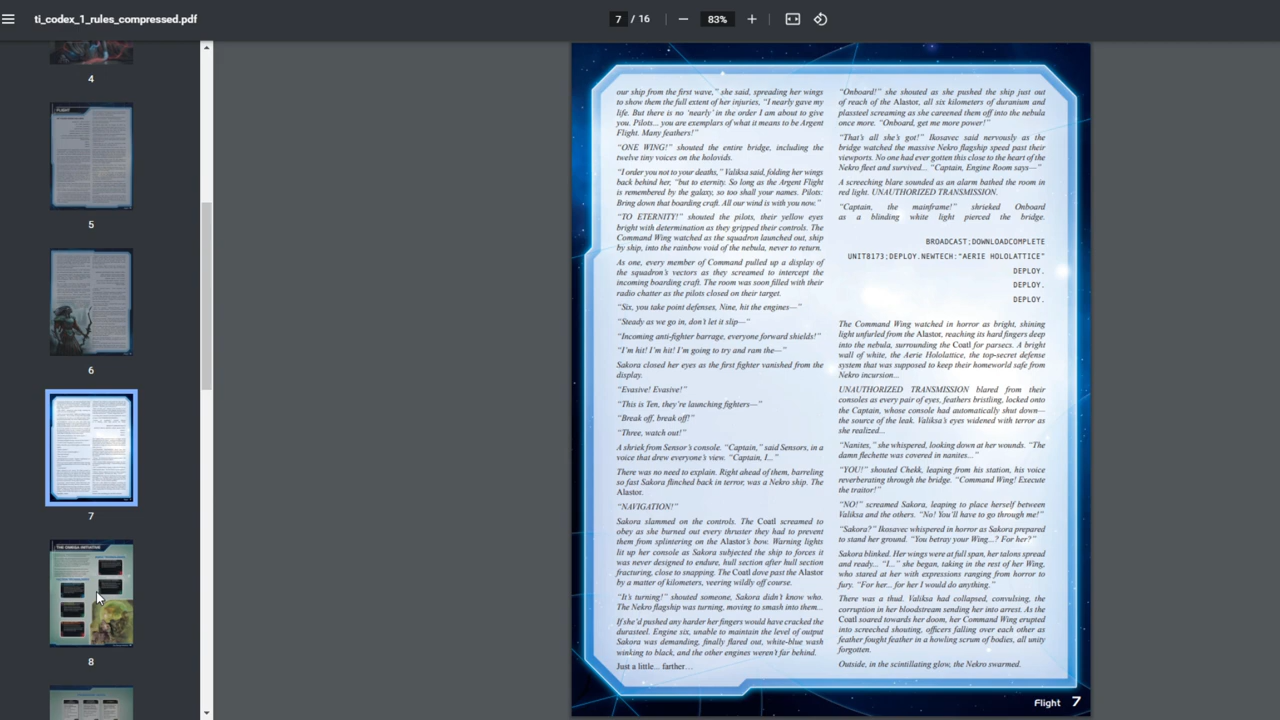 ti_codex_1_rules_compressed.pdf
7 / 16
83%
4
5
6
7
THE OMEGA INITIATIVE
8
our ship from the first wave,” she said, spreading her wings
to show them the full extent of her injuries, “I nearly gave my
life. But there is no ‘nearly’ in the order I am about to give
you. Pilots... you are exemplars of what it means to be Argent
Flight. Many feathers!”
“ONE WING!” shouted the entire bridge, including the
twelve tiny voices on the holovids.
“I order you not to your deaths,” Valiksa said, folding her wings
back behind her, “but to eternity. So long as the Argent Flight
is remembered by the galaxy, so too shall your names. Pilots:
Bring down that boarding craft. All our wind is with you now.”
“TO ETERNITY!” shouted the pilots, their yellow eyes
bright with determination as they gripped their controls. The
Command Wing watched as the squadron launched out, ship
by ship, into the rainbow void of the nebula, never to return.
As one, every member of Command pulled up a display of
the squadron’s vectors as they screamed to intercept the
incoming boarding craft. The room was soon filled with their
radio chatter as the pilots closed on their target.
“Six, you take point defenses, Nine, hit the engines—”
“Steady as we go in, don’t let it slip—”
“Incoming anti-fighter barrage, everyone forward shields!”
“I’m hit! I’m hit! I’m going to try and ram the—”
Sakora closed her eyes as the first fighter vanished from the
display.
“Evasive! Evasive!”
“This is Ten, they’re launching fighters—”
“Break off, break off!”
“Three, watch out!”
A shriek from Sensor’s console. “Captain,” said Sensors, in a
voice that drew everyone’s view. “Captain, I...”
There was no need to explain. Right ahead of them, barreling
so fast Sakora flinched back in terror, was a Nekro ship. The
Alastor.
“NAVIGATION!”
Sakora slammed on the controls. The Coatl screamed to
obey as she burned out every thruster they had to prevent
them from splintering on the Alastor’s bow. Warning lights
lit up her console as Sakora subjected the ship to forces it
was never designed to endure, hull section after hull section
fracturing, close to snapping. The Coatl dove past the Alastor
by a matter of kilometers, veering wildly off course.
“It’s turning!” shouted someone, Sakora didn’t know who.
The Nekro flagship was turning, moving to smash into them...
If she’d pushed any harder her fingers would have cracked the
durasteel. Engine six, unable to maintain the level of output
Sakora was demanding, finally flared out, white-blue wash
winking to black, and the other engines weren’t far behind.
Just a little... farther…
“Onboard!” she shouted as she pushed the ship just out
of reach of the Alastor, all six kilometers of duranium and
plassteel screaming as she careened them off into the nebula
once more. “Onboard, get me more power!”
“That’s all she’s got!” Ikosavec said nervously as the
bridge watched the massive Nekro flagship speed past their
viewports. No one had ever gotten this close to the heart of the
Nekro fleet and survived... “Captain, Engine Room says—”
A screeching blare sounded as an alarm bathed the room in
red light. UNAUTHORIZED TRANSMISSION.
“Captain, the mainframe!” shrieked Onboard
as a blinding white light pierced the bridge.
BROADCAST;DOWNLOADCOMPLETE
UNIT8173;DEPLOY.NEWTECH:“AERIE HOLOLATTICE”
DEPLOY.
DEPLOY.
DEPLOY.
The Command Wing watched in horror as bright, shining
light unfurled from the Alastor, reaching its hard fingers deep
into the nebula, surrounding the Coatl for parsecs. A bright
wall of white, the Aerie Hololattice, the top-secret defense
system that was supposed to keep their homeworld safe from
Nekro incursion...
UNAUTHORIZED TRANSMISSION blared from their
consoles as every pair of eyes, feathers bristling, locked onto
the Captain, whose console had automatically shut down—
the source of the leak. Valiksa’s eyes widened with terror as
she realized...
“Nanites,” she whispered, looking down at her wounds. “The
damn flechette was covered in nanites...”
“YOU!” shouted Chekk, leaping from his station, his voice
reverberating through the bridge. “Command Wing! Execute
the traitor!”
“NO!” screamed Sakora, leaping to place herself between
Valiksa and the others. “No! You’ll have to go through me!”
“Sakora?” Ikosavec whispered in horror as Sakora prepared
to stand her ground. “You betray your Wing...? For her?”
Sakora blinked. Her wings were at full span, her talons spread
and ready... “I...” she began, taking in the rest of her Wing,
who stared at her with expressions ranging from horror to
fury. “For her... for her I would do anything.”
There was a thud. Valiksa had collapsed, convulsing, the
corruption in her bloodstream sending her into arrest. As the
Coatl soared towards her doom, her Command Wing erupted
into screeched shouting, officers falling over each other as
feather fought feather in a howling scrum of bodies, all unity
forgotten.
Outside, in the scintillating glow, the Nekro swarmed.
Flight 7